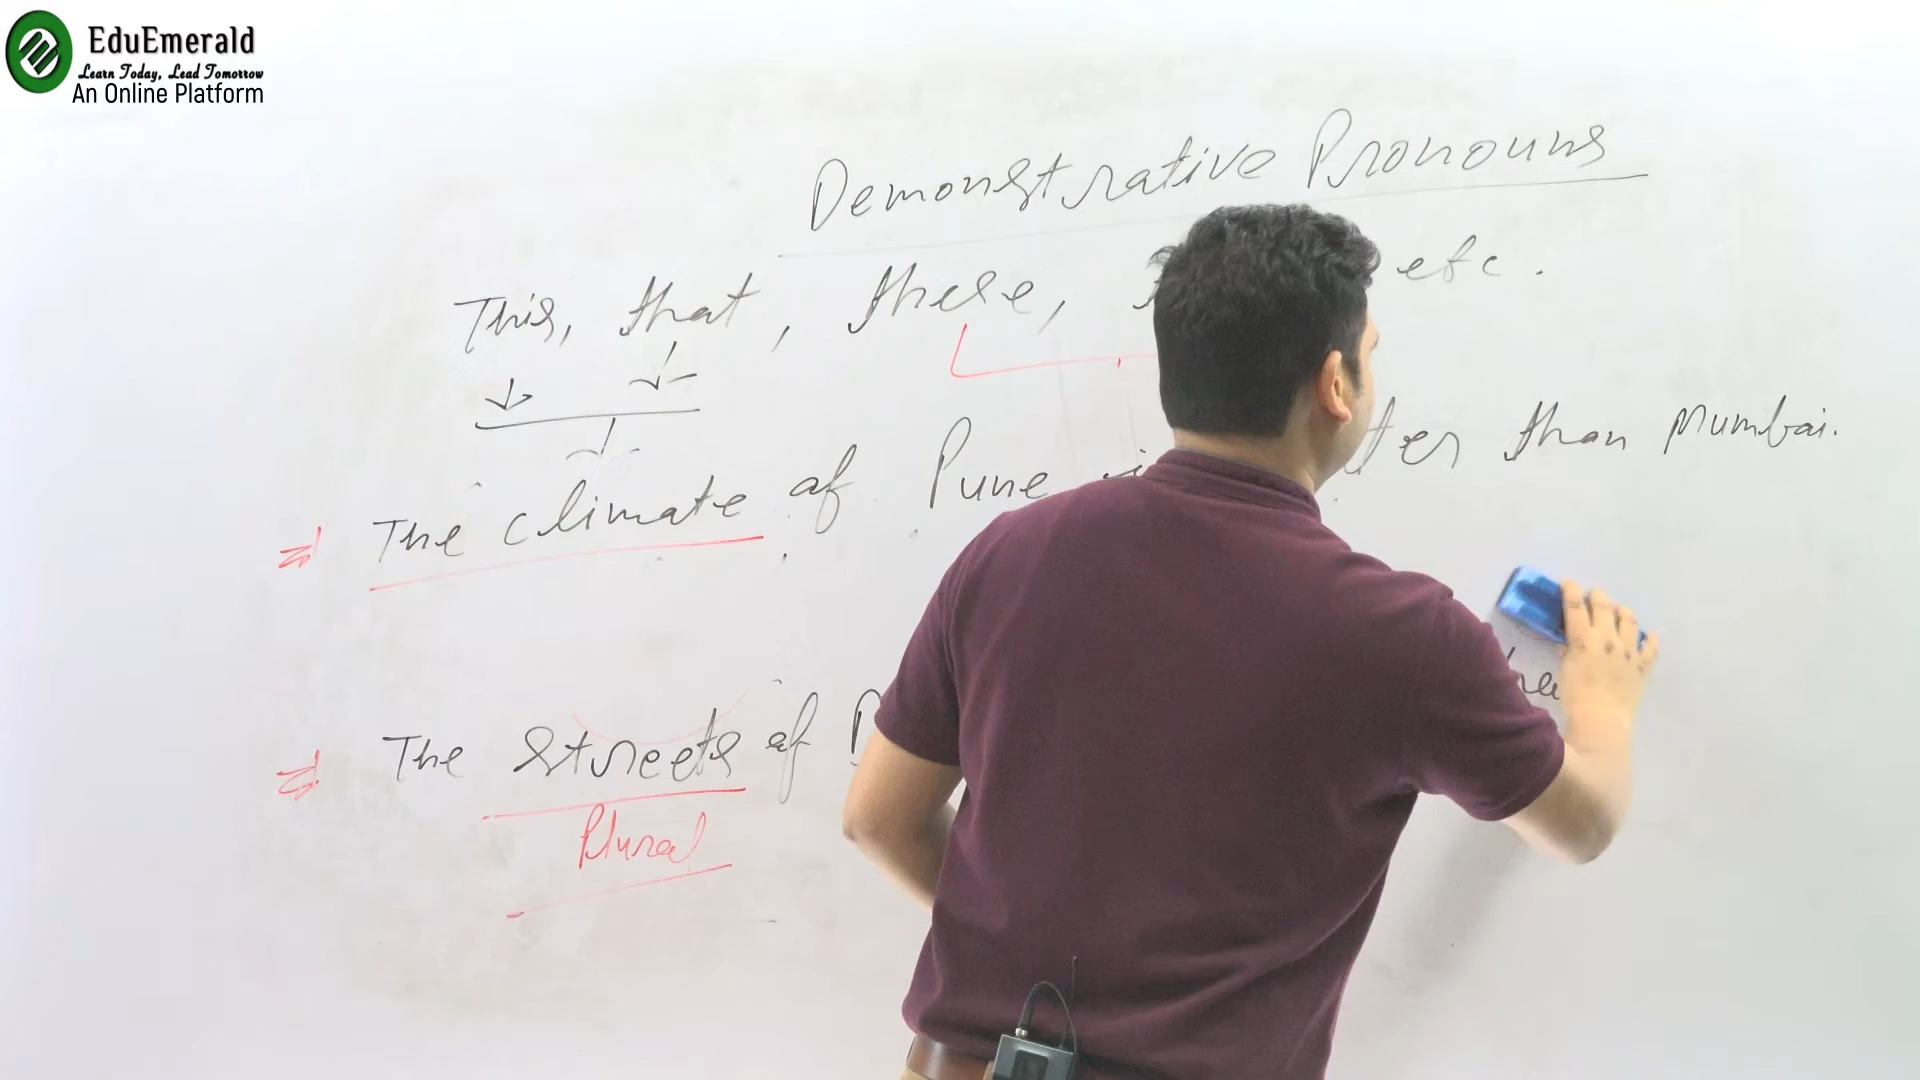 EduEmerald
Learn Today, Lead Tomorrow
An Online Platform
Demonstrative Pronouns
This, that, these, etc.
The climate of Pune than Mumbai.
The streets of
Plural